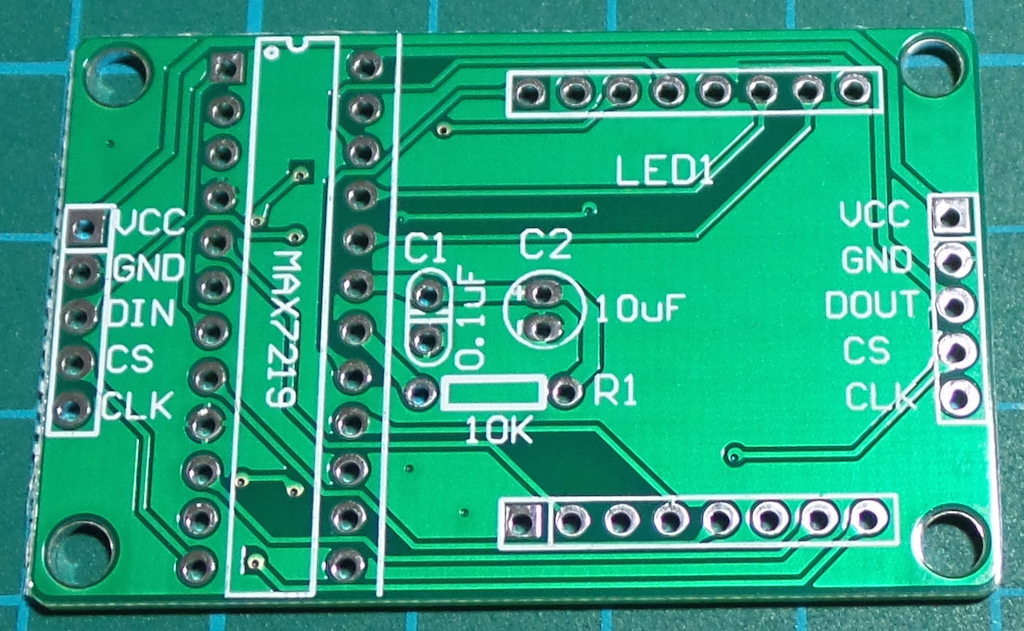 LED1
VCC
GND
DIN
CS
CLK
MAX7219
C1
0.1uF
C2
+
10uF
R1
10K
VCC
GND
DOUT
CS
CLK